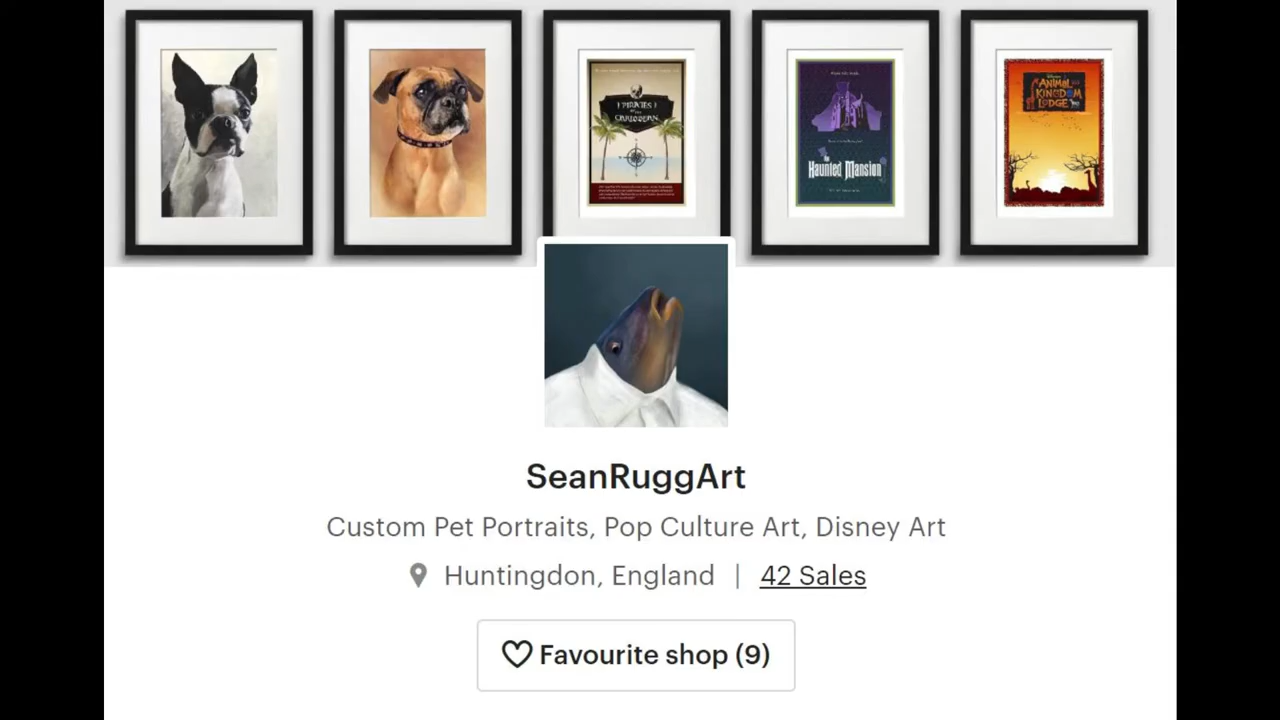 PIRATES
OF THE
CARIBBEAN
the
Haunted Mansion
ANIMAL
KINGDOM
LODGE
SeanRuggArt
Custom Pet Portraits, Pop Culture Art, Disney Art
Huntingdon, England | 42 Sales
Favourite shop (9)